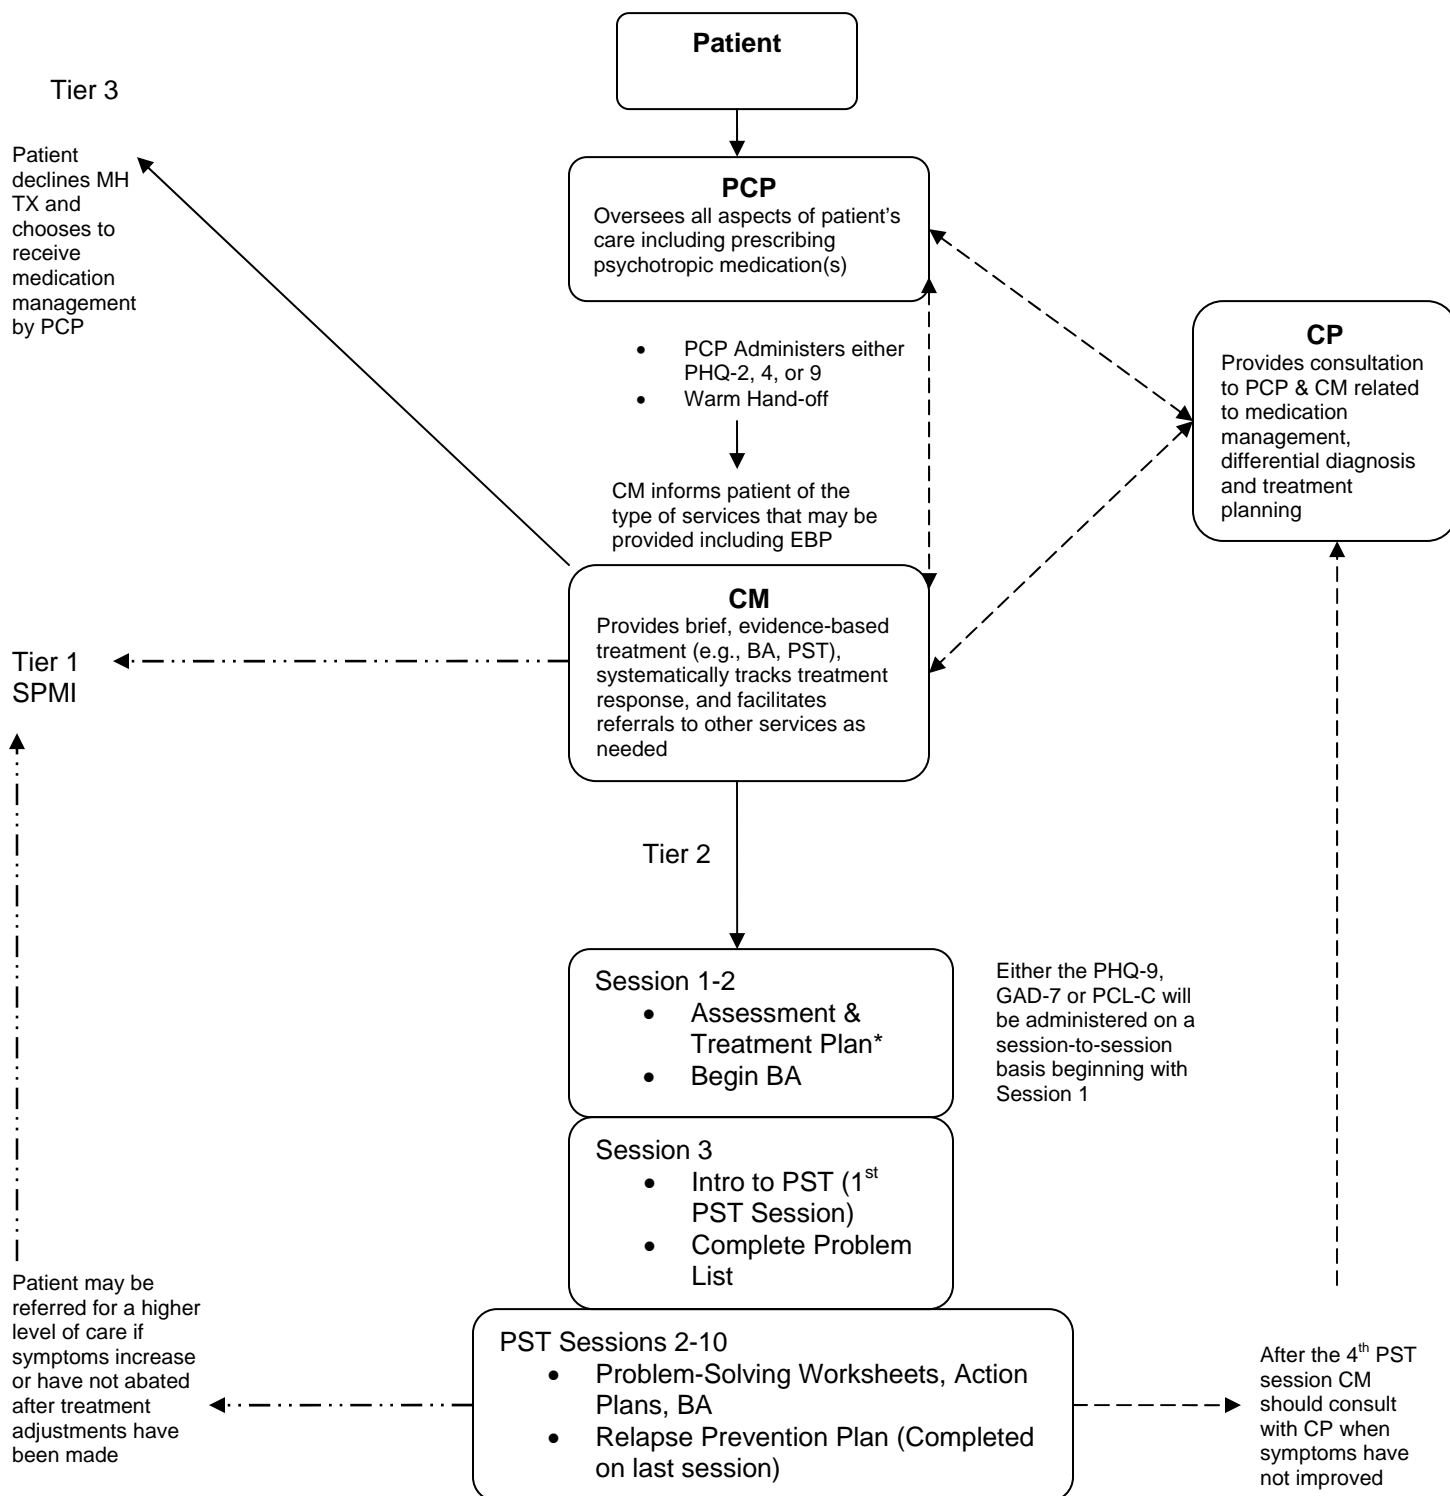 Patient
Tier 3
Patient
declines MH
TX and
chooses to
receive
medication
management
by PCP
PCP
Oversees all aspects of patient’s
care including prescribing
psychotropic medication(s)
• PCP Administers either
PHQ-2, 4, or 9
• Warm Hand-off
CP
Provides consultation
to PCP & CM related
to medication
management,
differential diagnosis
and treatment
planning
CM informs patient of the
type of services that may be
provided including EBP
CM
Provides brief, evidence-based
treatment (e.g., BA, PST),
systematically tracks treatment
response, and facilitates
referrals to other services as
needed
Tier 1
SPMI
Tier 2
Session 1-2
• Assessment &
Treatment Plan*
• Begin BA
Either the PHQ-9,
GAD-7 or PCL-C will
be administered on a
session-to-session
basis beginning with
Session 1
Session 3
• Intro to PST (1st
PST Session)
• Complete Problem
List
Patient may be
referred for a higher
level of care if
symptoms increase
or have not abated
after treatment
adjustments have
been made
PST Sessions 2-10
• Problem-Solving Worksheets, Action
Plans, BA
• Relapse Prevention Plan (Completed
on last session)
After the 4th PST
session CM
should consult
with CP when
symptoms have
not improved